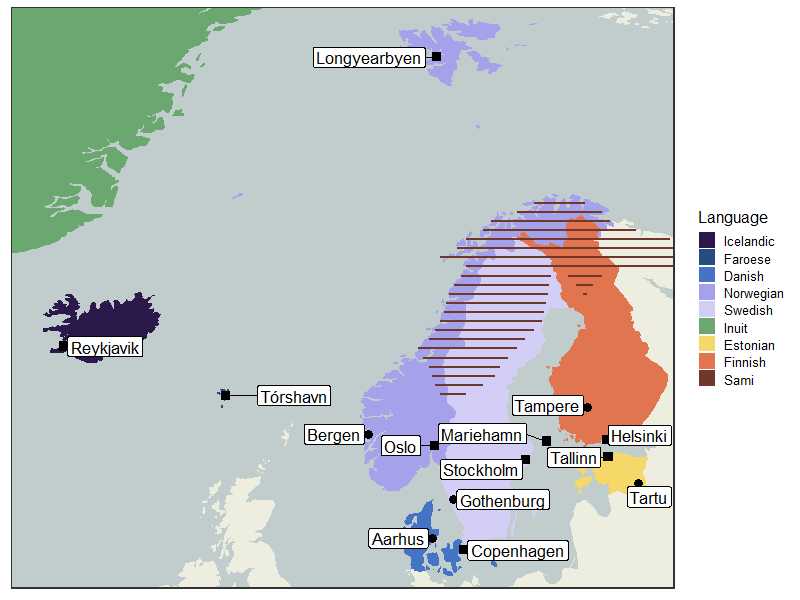 Longyearbyen
Language
Icelandic
Faroese
Danish
Norwegian
Swedish
Inuit
Estonian
Finnish
Sami
Reykjavik
Tórshavn
Tampere
Bergen
Oslo
Mariehamn
Helsinki
Tallinn
Stockholm
Tartu
Gothenburg
Aarhus
Copenhagen